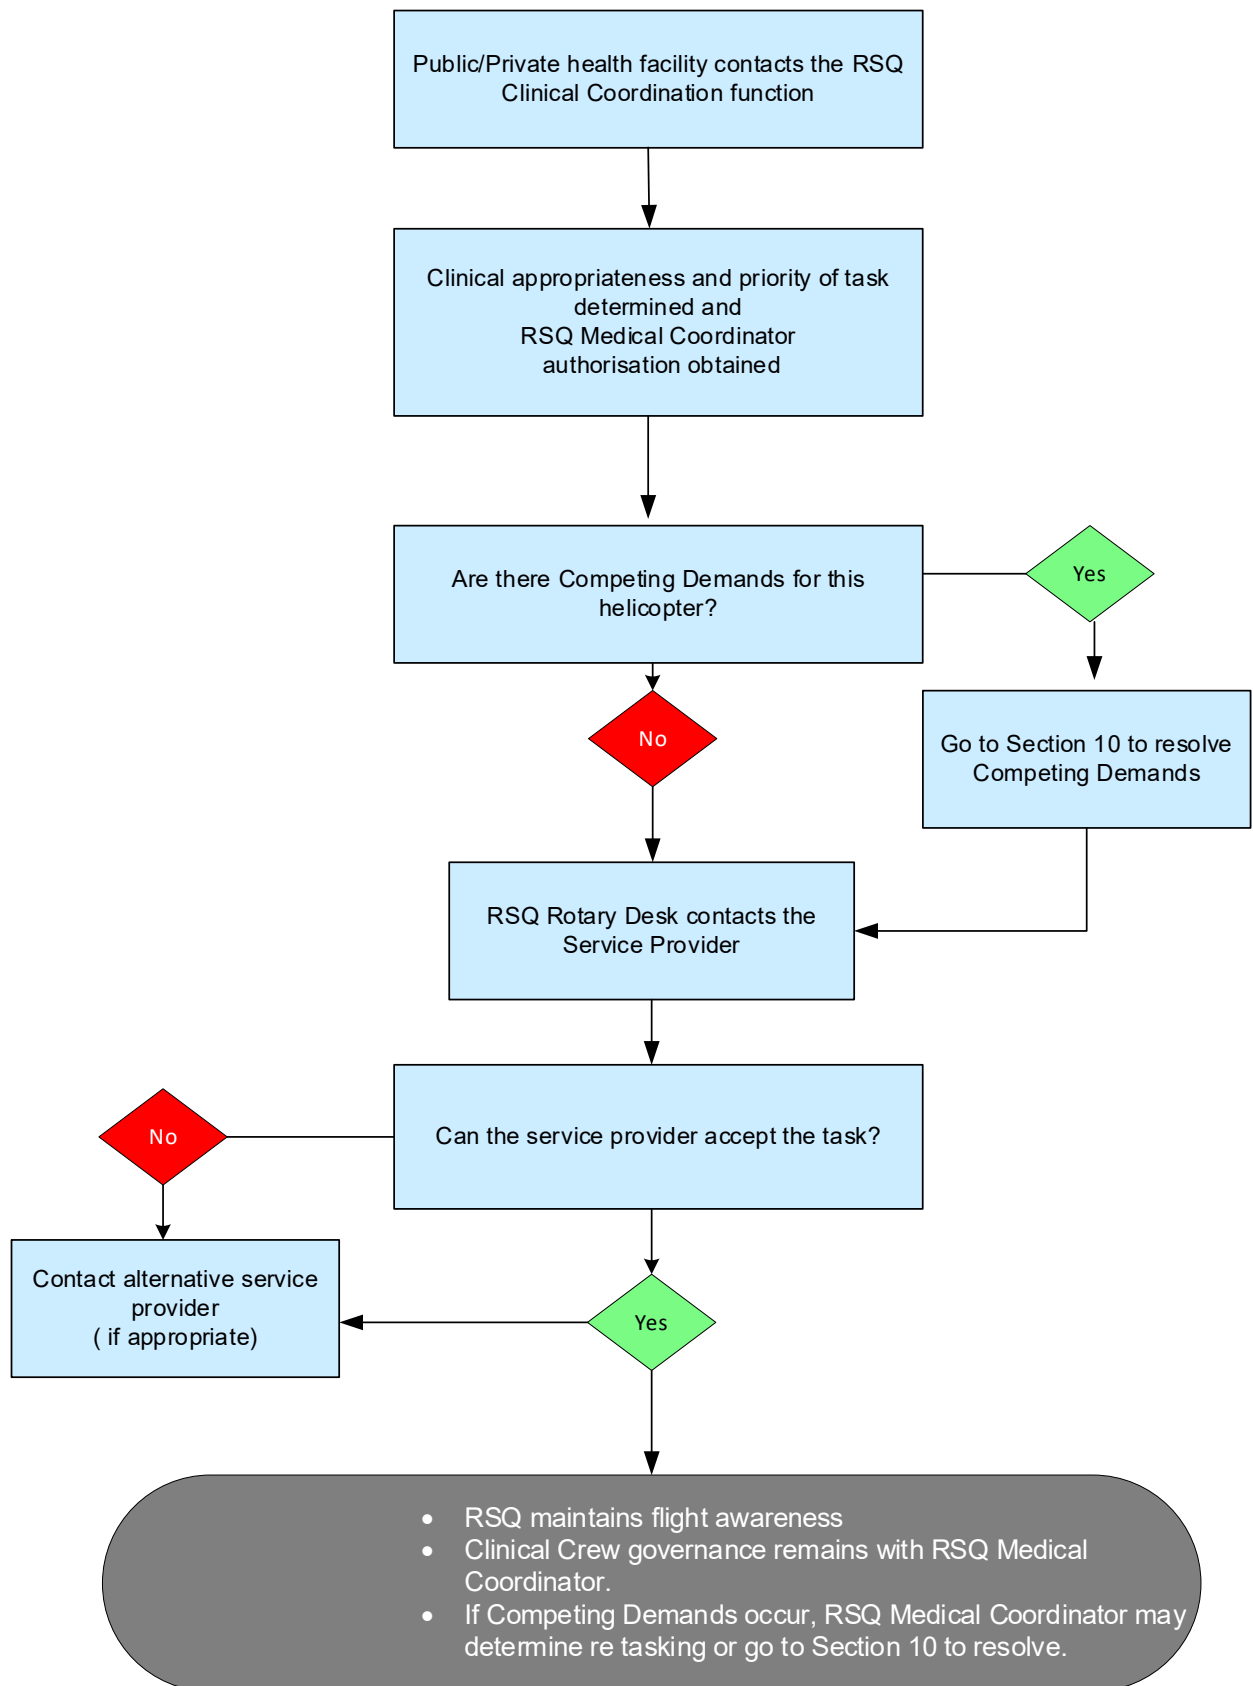 Public/Private health facility contacts the RSQ
Clinical Coordination function
Clinical appropriateness and priority of task
determined and
RSQ Medical Coordinator
authorisation obtained
Are there Competing Demands for this
helicopter?
Yes
No
Go to Section 10 to resolve
Competing Demands
RSQ Rotary Desk contacts the
Service Provider
Can the service provider accept the task?
No
Contact alternative service
provider
( if appropriate)
Yes
• RSQ maintains flight awareness
• Clinical Crew governance remains with RSQ Medical
Coordinator.
• If Competing Demands occur, RSQ Medical Coordinator may
determine re tasking or go to Section 10 to resolve.